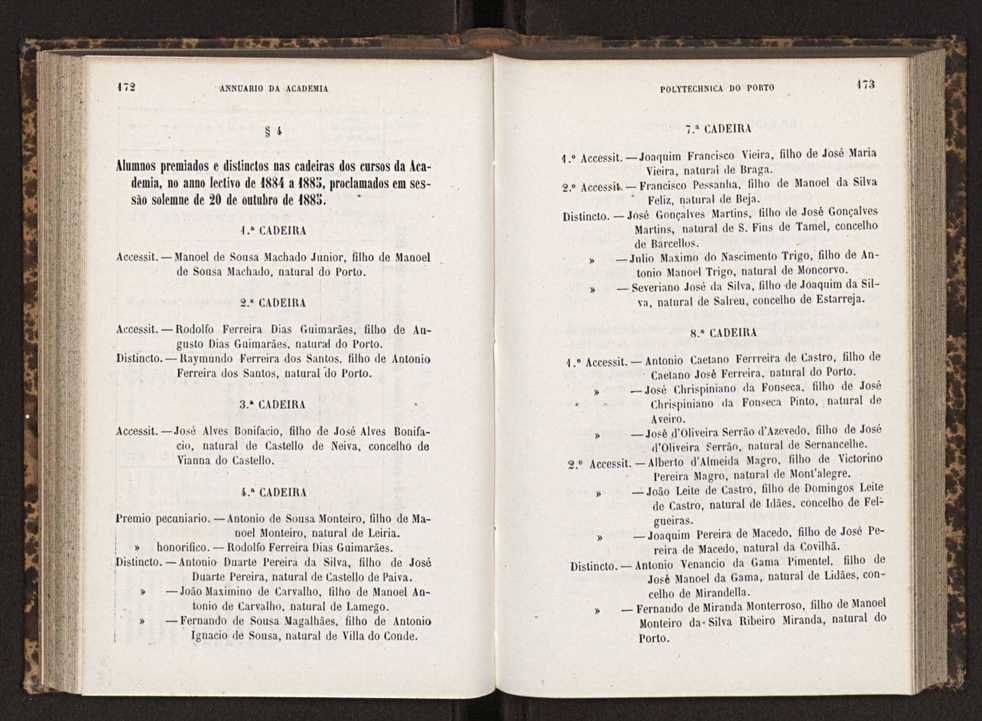 172 ANNUARIO DA ACADEMIA
§ 4
Alumnos premiados e distinctos nas cadeiras dos cursos da Aca-
demia, no anno lectivo de 1884 a 1885, proclamados em ses-
são solemne de 20 de outubro de 1885.
1.ª CADEIRA
Accessit. — Manoel de Sousa Machado Junior, filho de Manoel
de Sousa Machado, natural do Porto.
2.ª CADEIRA
Accessit. — Rodolfo Ferreira Dias Guimarães, filho de Au-
gusto Dias Guimarães, natural do Porto.
Distincto. — Raymundo Ferreira dos Santos, filho de Antonio
Ferreira dos Santos, natural do Porto.
3.ª CADEIRA
Accessit. — José Alves Bonifacio, filho de José Alves Bonifa-
cio, natural de Castello de Neiva, concelho de
Vianna do Castello.
4.ª CADEIRA
Premio pecuniario. — Antonio de Sousa Monteiro, filho de Ma-
noel Monteiro, natural de Leiria.
» honorifico. — Rodolfo Ferreira Dias Guimarães.
Distincto. — Antonio Duarte Pereira da Silva, filho de José
Duarte Pereira, natural de Castello de Paiva.
» — João Maximino de Carvalho, filho de Manoel An-
tonio de Carvalho, natural de Lamego.
» — Fernando de Sousa Magalhães, filho de Antonio
Ignacio de Sousa, natural de Villa do Conde.
POLYTECHNICA DO PORTO 173
7.ª CADEIRA
1.º Accessit. — Joaquim Francisco Vieira, filho de José Maria
Vieira, natural de Braga.
2.º Accessit. — Francisco Pessanha, filho de Manoel da Silva
Feliz, natural de Beja.
Distincto. — José Gonçalves Martins, filho de José Gonçalves
Martins, natural de S. Fins de Tamel, concelho
de Barcellos.
» — Julio Maximo do Nascimento Trigo, filho de An-
tonio Manoel Trigo, natural de Moncorvo.
» — Severiano José da Silva, filho de Joaquim da Sil-
va, natural de Salreu, concelho de Estarreja.
8.ª CADEIRA
1.º Accessit. — Antonio Caetano Ferrreira de Castro, filho de
Caetano José Ferreira, natural do Porto.
» — José Chrispiniano da Fonseca, filho de José
Chrispiniano da Fonseca Pinto, natural de
Aveiro.
» — José d'Oliveira Serrão d'Azevedo, filho de José
d'Oliveira Serrão, natural de Sernancelhe.
2.º Accessit. — Alberto d'Almeida Magro, filho de Victorino
Pereira Magro, natural de Mont'alegre.
» — João Leite de Castro, filho de Domingos Leite
de Castro, natural de Idães, concelho de Fel-
gueiras.
» — Joaquim Pereira de Macedo, filho de José Pe-
reira de Macedo, natural da Covilhã.
Distincto. — Antonio Venancio da Gama Pimentel, filho de
José Manoel da Gama, natural de Lidães, con-
celho de Mirandella.
» — Fernando de Miranda Monterroso, filho de Manoel
Monteiro da Silva Ribeiro Miranda, natural do
Porto.